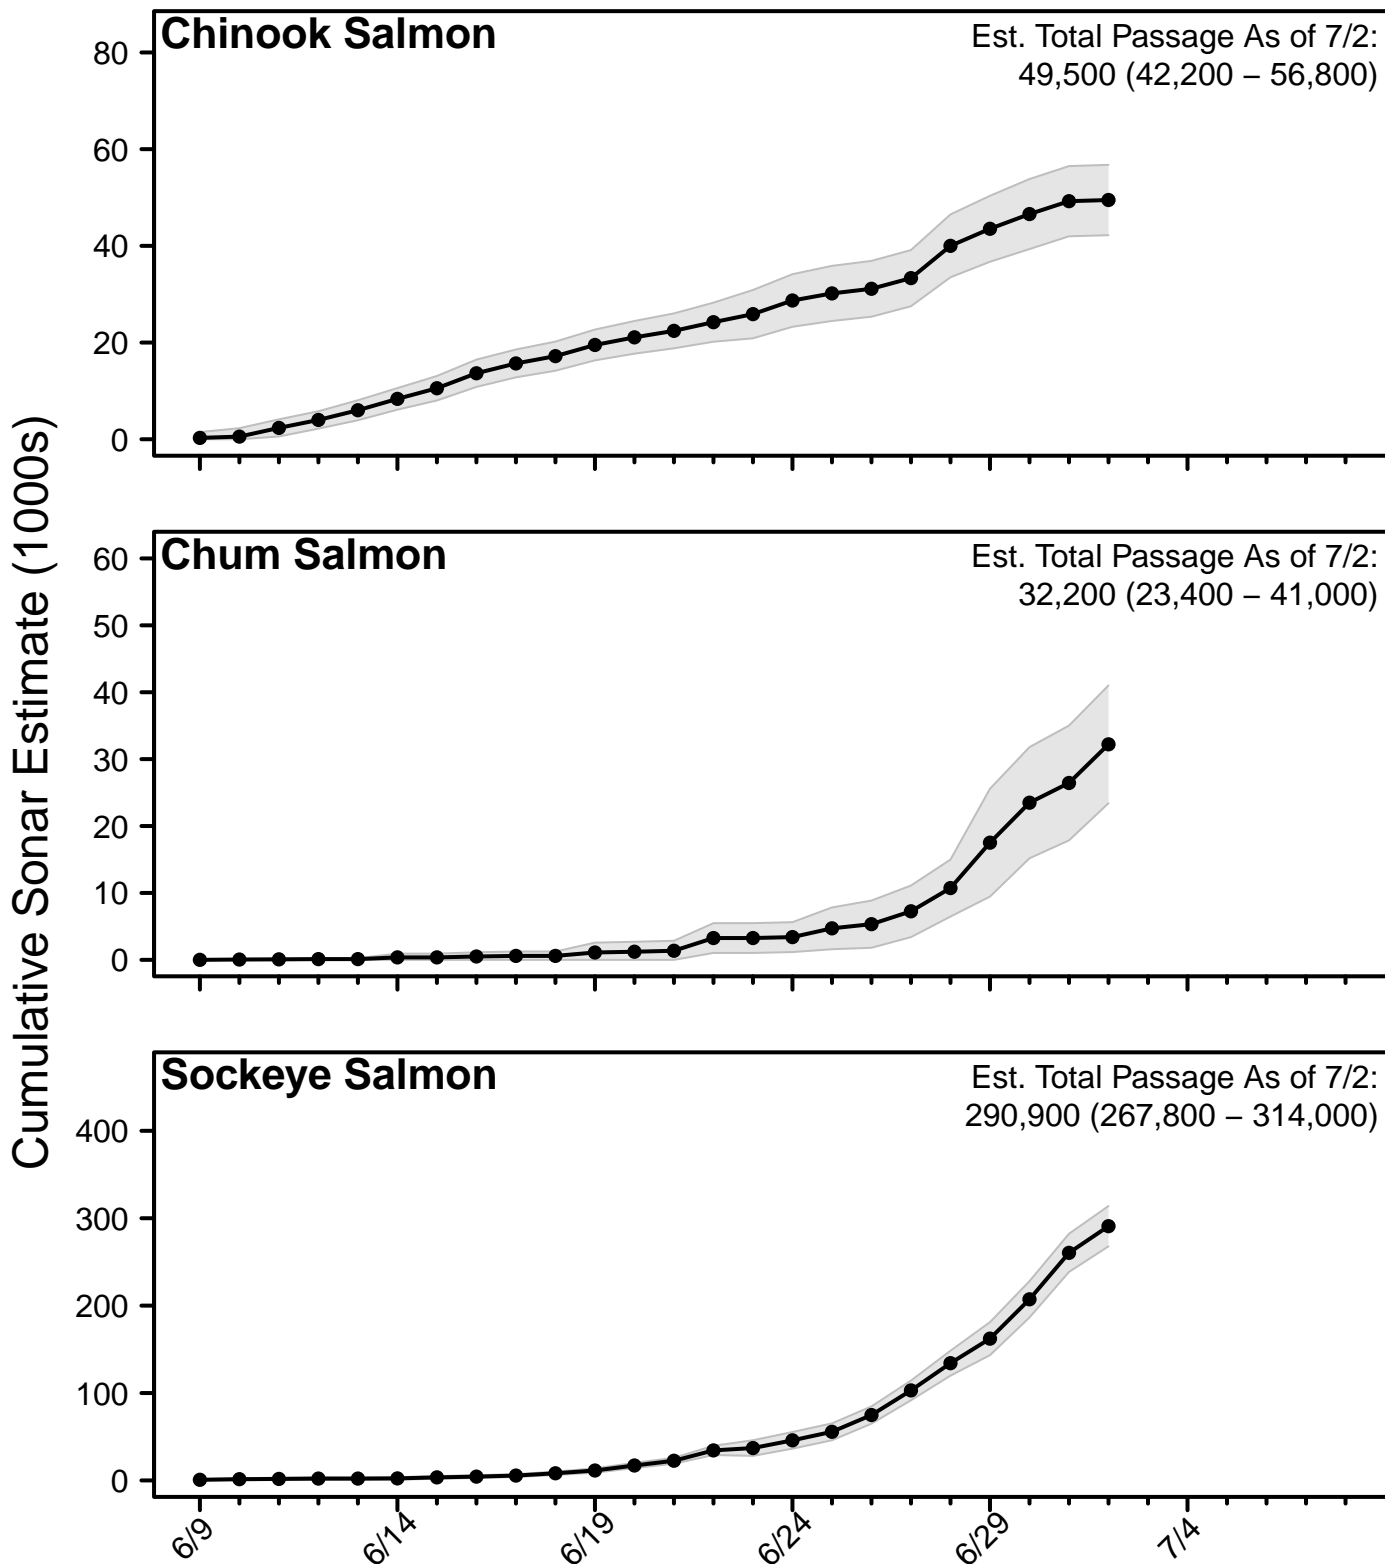 Cumulative Sonar Estimate (1000s)
Chinook Salmon
Est. Total Passage As of 7/2:
49,500 (42,200 – 56,800)
80
60
40
20
0
Chum Salmon
Est. Total Passage As of 7/2:
32,200 (23,400 – 41,000)
60
50
40
30
20
10
0
Sockeye Salmon
Est. Total Passage As of 7/2:
290,900 (267,800 – 314,000)
400
300
200
100
0
6/9 6/14 6/19 6/24 6/29 7/4